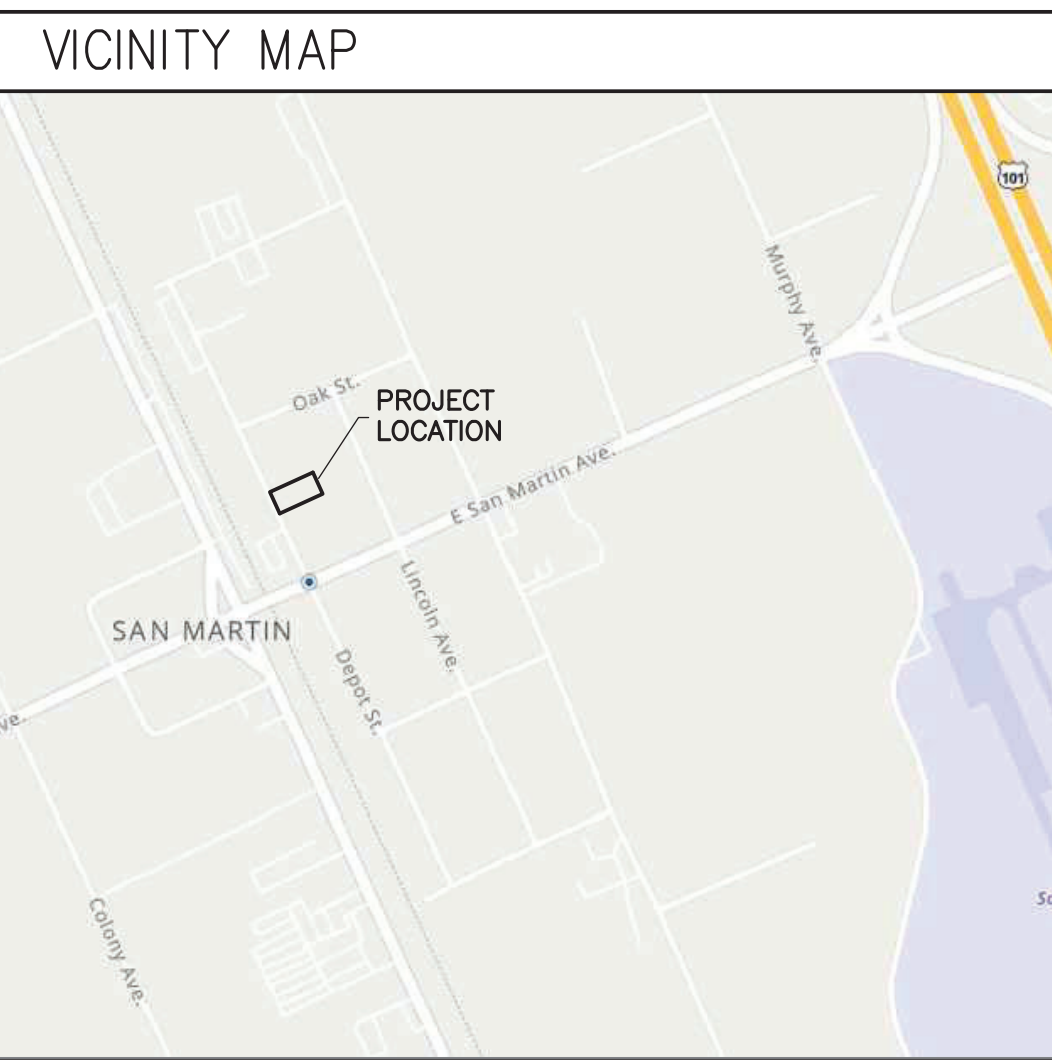 VICINITY MAP
101
Murphy Ave.
Oak St.
PROJECT
LOCATION
E San Martin Ave.
Lincoln Ave.
SAN MARTIN
Depot St.
ve.
Colony Ave.